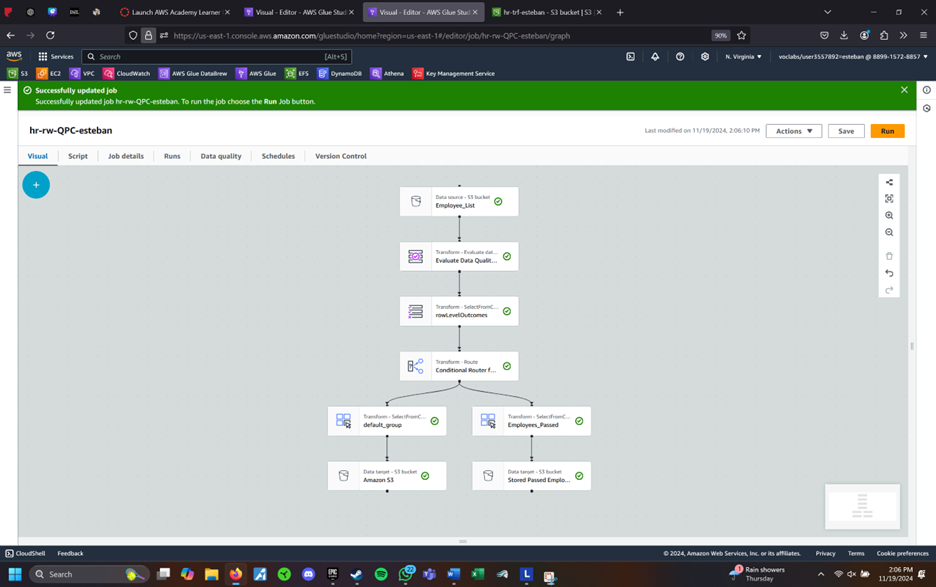 Launch AWS Academy Learner
Visual - Editor - AWS Glue Stud
Visual - Editor - AWS Glue Stud
hr-trf-esteban - S3 bucket | S3
https://us-east-1.console.aws.amazon.com/gluestudio/home?region=us-east-1#/editor/job/hr-rw-QPC-esteban/graph
90%
aws
Services
Search
[Alt+S]
N. Virginia
voclabs/user3557892=esteban @ 8899-1572-8857
S3
EC2
VPC
CloudWatch
AWS Glue DataBrew
AWS Glue
EFS
DynamoDB
Athena
Key Management Service
Successfully updated job
Successfully updated job hr-rw-QPC-esteban. To run the job choose the Run Job button.
hr-rw-QPC-esteban
Last modified on 11/19/2024, 2:06:10 PM
Actions
Save
Run
Visual
Script
Job details
Runs
Data quality
Schedules
Version Control
Data source - S3 bucket
Employee_List
Transform - Evaluate dat...
Evaluate Data Qualit...
Transform - SelectFromC...
rowLevelOutcomes
Transform - Route
Conditional Router f...
Transform - SelectFromC...
default_group
Transform - SelectFromC...
Employees_Passed
Data target - S3 bucket
Amazon S3
Data target - S3 bucket
Stored Passed Emplo...
CloudShell
Feedback
© 2024, Amazon Web Services, Inc. or its affiliates.
Privacy
Terms
Cookie preferences
Search
EPIC
22
1
Rain showers
Thursday
2:06 PM
11/19/2024